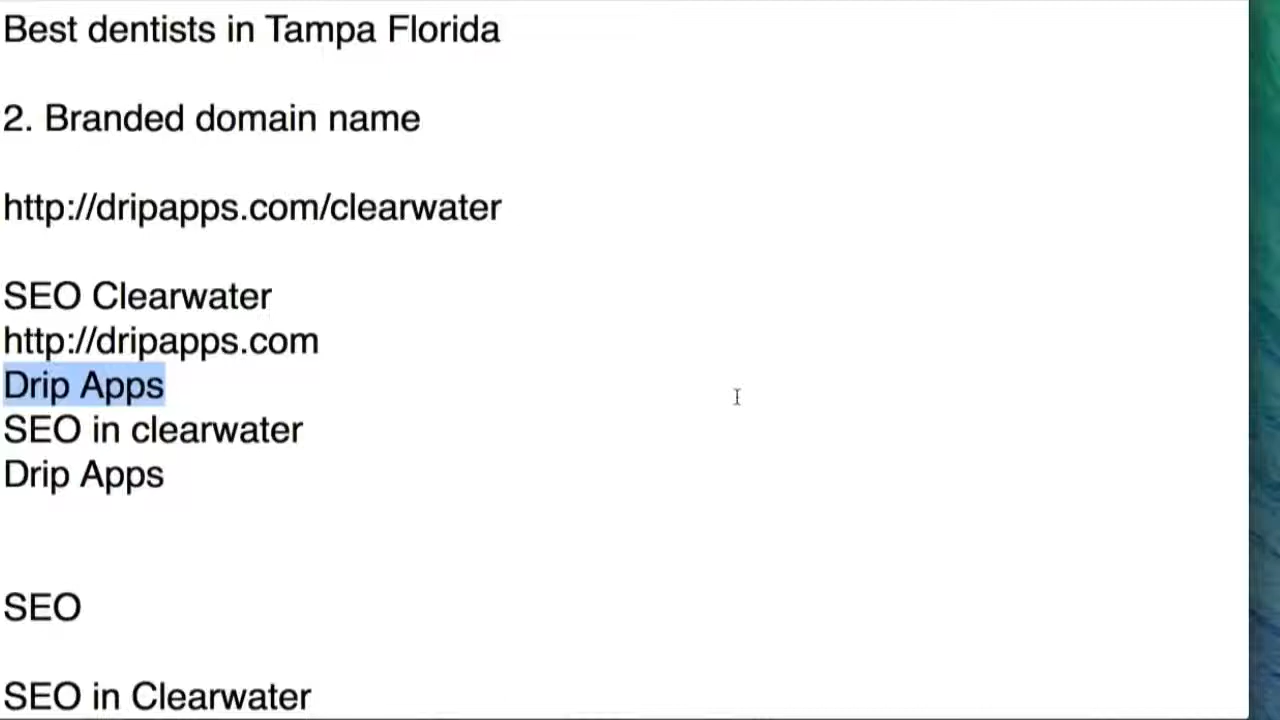 Best dentists in Tampa Florida
2. Branded domain name
http://dripapps.com/clearwater
SEO Clearwater
http://dripapps.com
Drip Apps
SEO in clearwater
Drip Apps
SEO
SEO in Clearwater